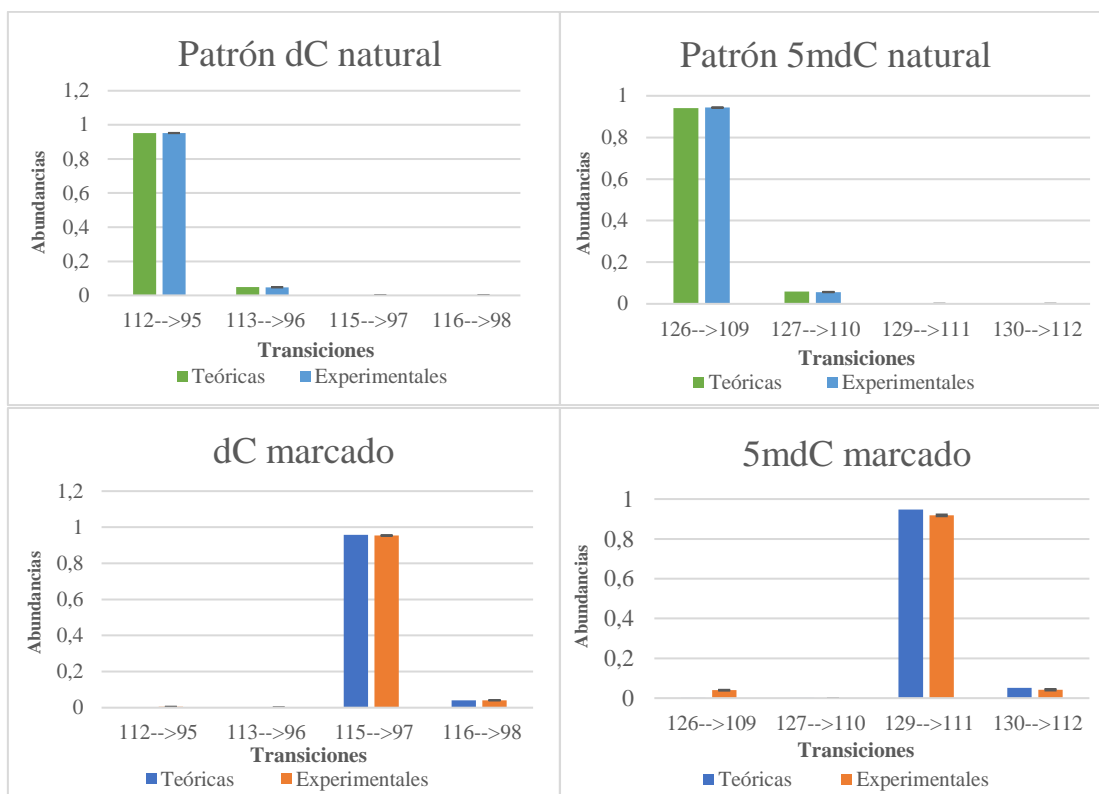 Patrón dC natural
1,2
1
0,8
0,6
0,4
0,2
0
Abundancias
112-->95 113-->96 115-->97 116-->98
Transiciones
Teóricas Experimentales
Patrón 5mdC natural
1
0,8
0,6
0,4
0,2
0
Abundancias
126-->109 127-->110 129-->111 130-->112
Transiciones
Teóricas Experimentales
dC marcado
1,2
1
0,8
0,6
0,4
0,2
0
Abundancias
112-->95 113-->96 115-->97 116-->98
Transiciones
Teóricas Experimentales
5mdC marcado
1
0,8
0,6
0,4
0,2
0
Abundancias
126-->109 127-->110 129-->111 130-->112
Transiciones
Teóricas Experimentales